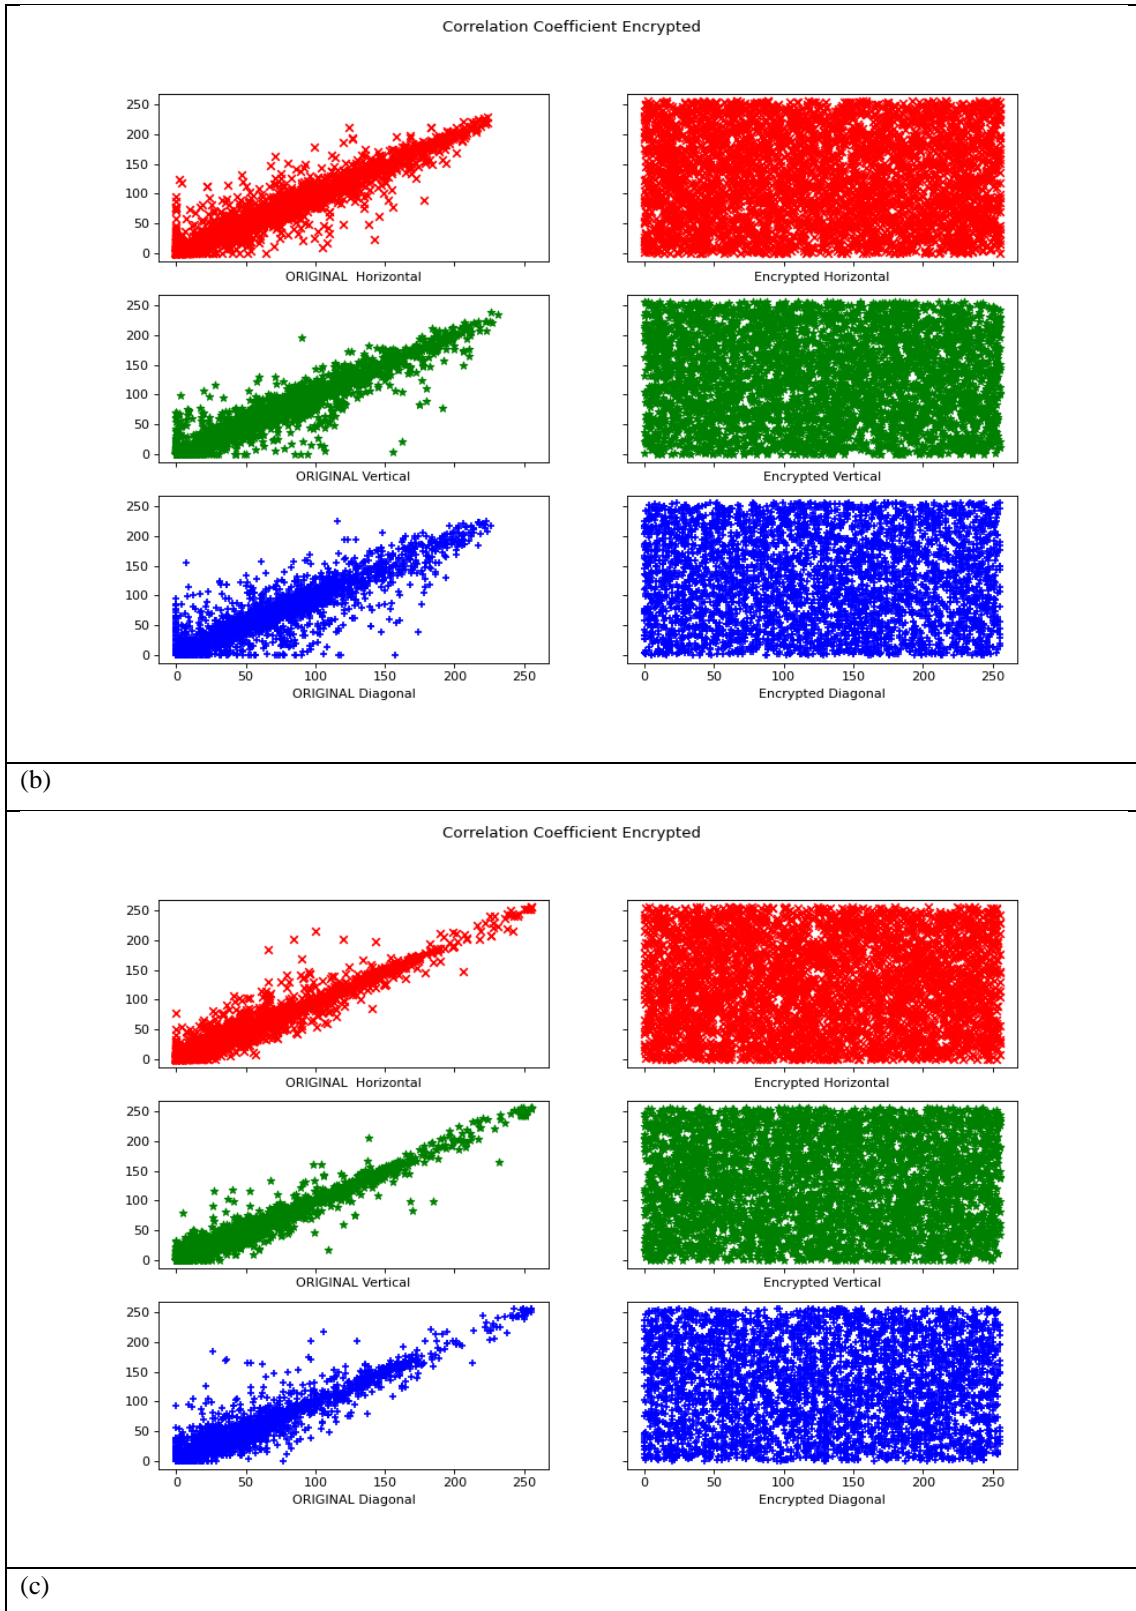 Correlation Coefficient Encrypted
250
200
150
100
50
0
ORIGINAL  Horizontal
Encrypted Horizontal
250
200
150
100
50
0
ORIGINAL Vertical
Encrypted Vertical
250
200
150
100
50
0
0 50 100 150 200 250
0 50 100 150 200 250
ORIGINAL Diagonal
Encrypted Diagonal
(b)
Correlation Coefficient Encrypted
250
200
150
100
50
0
ORIGINAL  Horizontal
Encrypted Horizontal
250
200
150
100
50
0
ORIGINAL Vertical
Encrypted Vertical
250
200
150
100
50
0
0 50 100 150 200 250
0 50 100 150 200 250
ORIGINAL Diagonal
Encrypted Diagonal
(c)